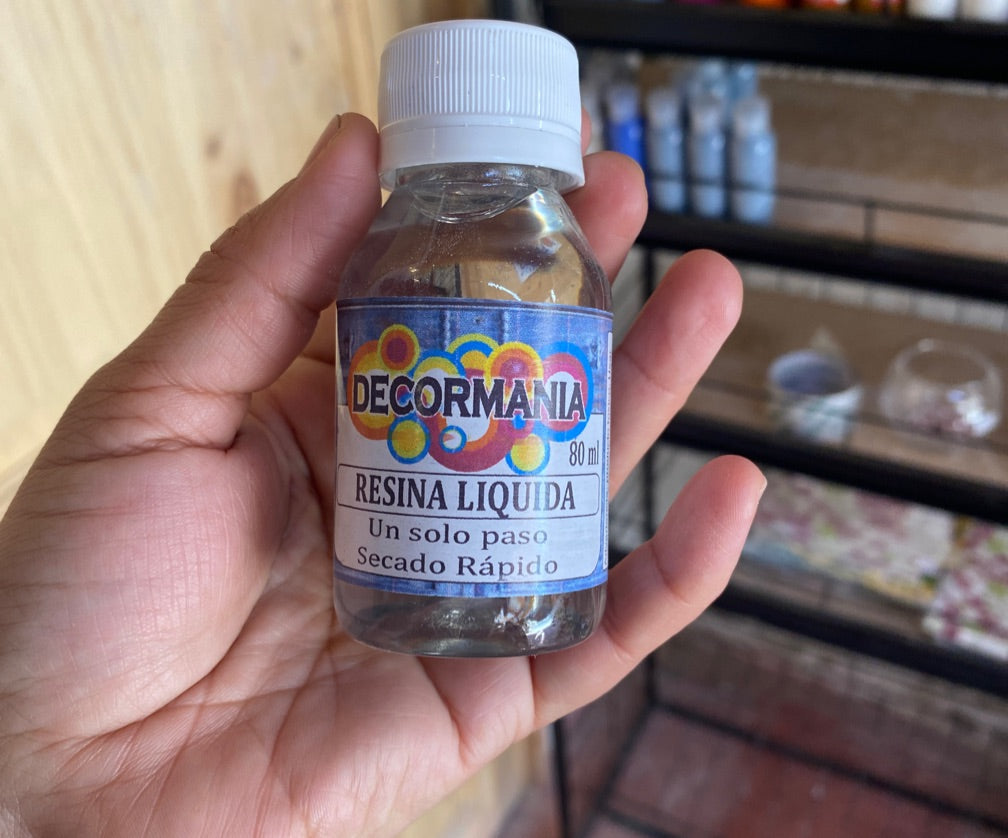 DECORMANIA
80 ml
RESINA LIQUIDA
Un solo paso
Secado Rápido